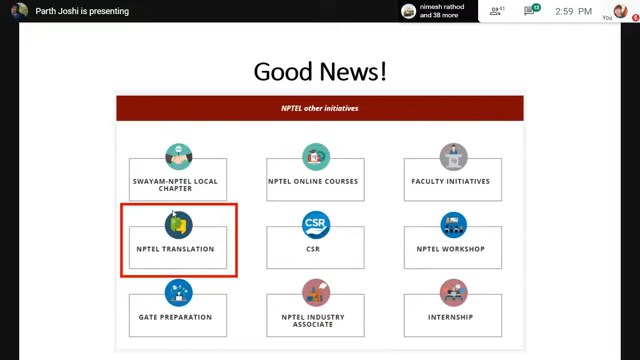 Parth Joshi is presenting
nimesh rathod
and 38 more
41
13
2:59 PM
You
Good News!
NPTEL other initiatives
SWAYAM-NPTEL LOCAL
CHAPTER
NPTEL ONLINE COURSES
FACULTY INITIATIVES
NPTEL TRANSLATION
CSR
CSR
NPTEL WORKSHOP
GATE PREPARATION
NPTEL INDUSTRY
ASSOCIATE
INTERNSHIP